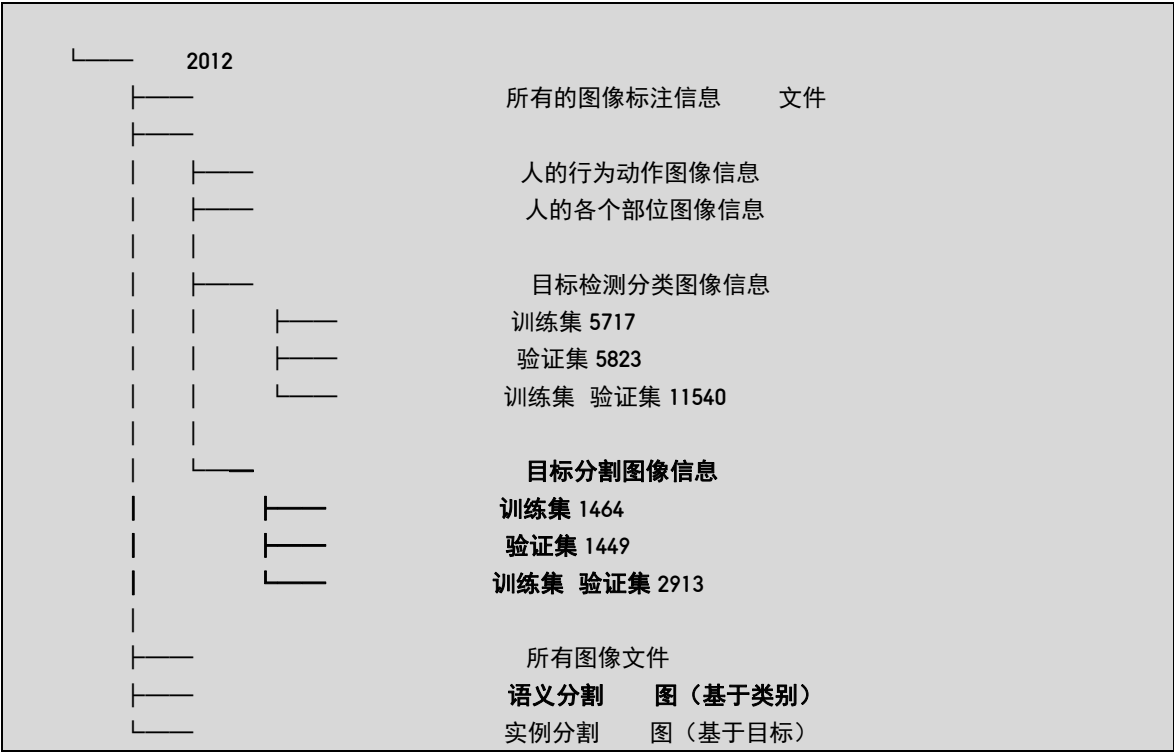 └── 2012
├── 所有的图像标注信息 文件
├──
│ ├── 人的行为动作图像信息
│ ├── 人的各个部位图像信息
│ │
│ ├── 目标检测分类图像信息
│ │ ├── 训练集 5717
│ │ ├── 验证集 5823
│ │ └── 训练集 验证集 11540
│ │
│ └── 目标分割图像信息
│ ├── 训练集 1464
│ ├── 验证集 1449
│ └── 训练集 验证集 2913
│
├── 所有图像文件
├── 语义分割 图（基于类别）
└── 实例分割 图（基于目标）